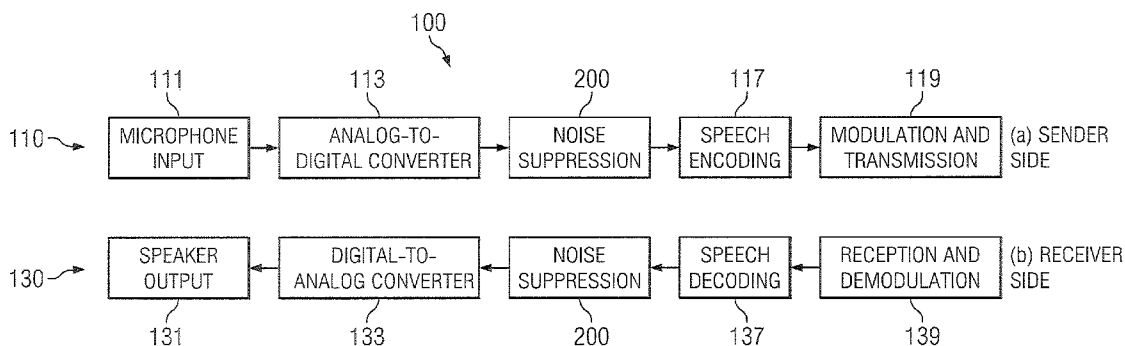 100
111 113 200 117 119
110 MICROPHONE INPUT ANALOG-TO-DIGITAL CONVERTER NOISE SUPPRESSION SPEECH ENCODING MODULATION AND TRANSMISSION (a) SENDER SIDE
130 SPEAKER OUTPUT DIGITAL-TO-ANALOG CONVERTER NOISE SUPPRESSION SPEECH DECODING RECEPTION AND DEMODULATION (b) RECEIVER SIDE
131 133 200 137 139